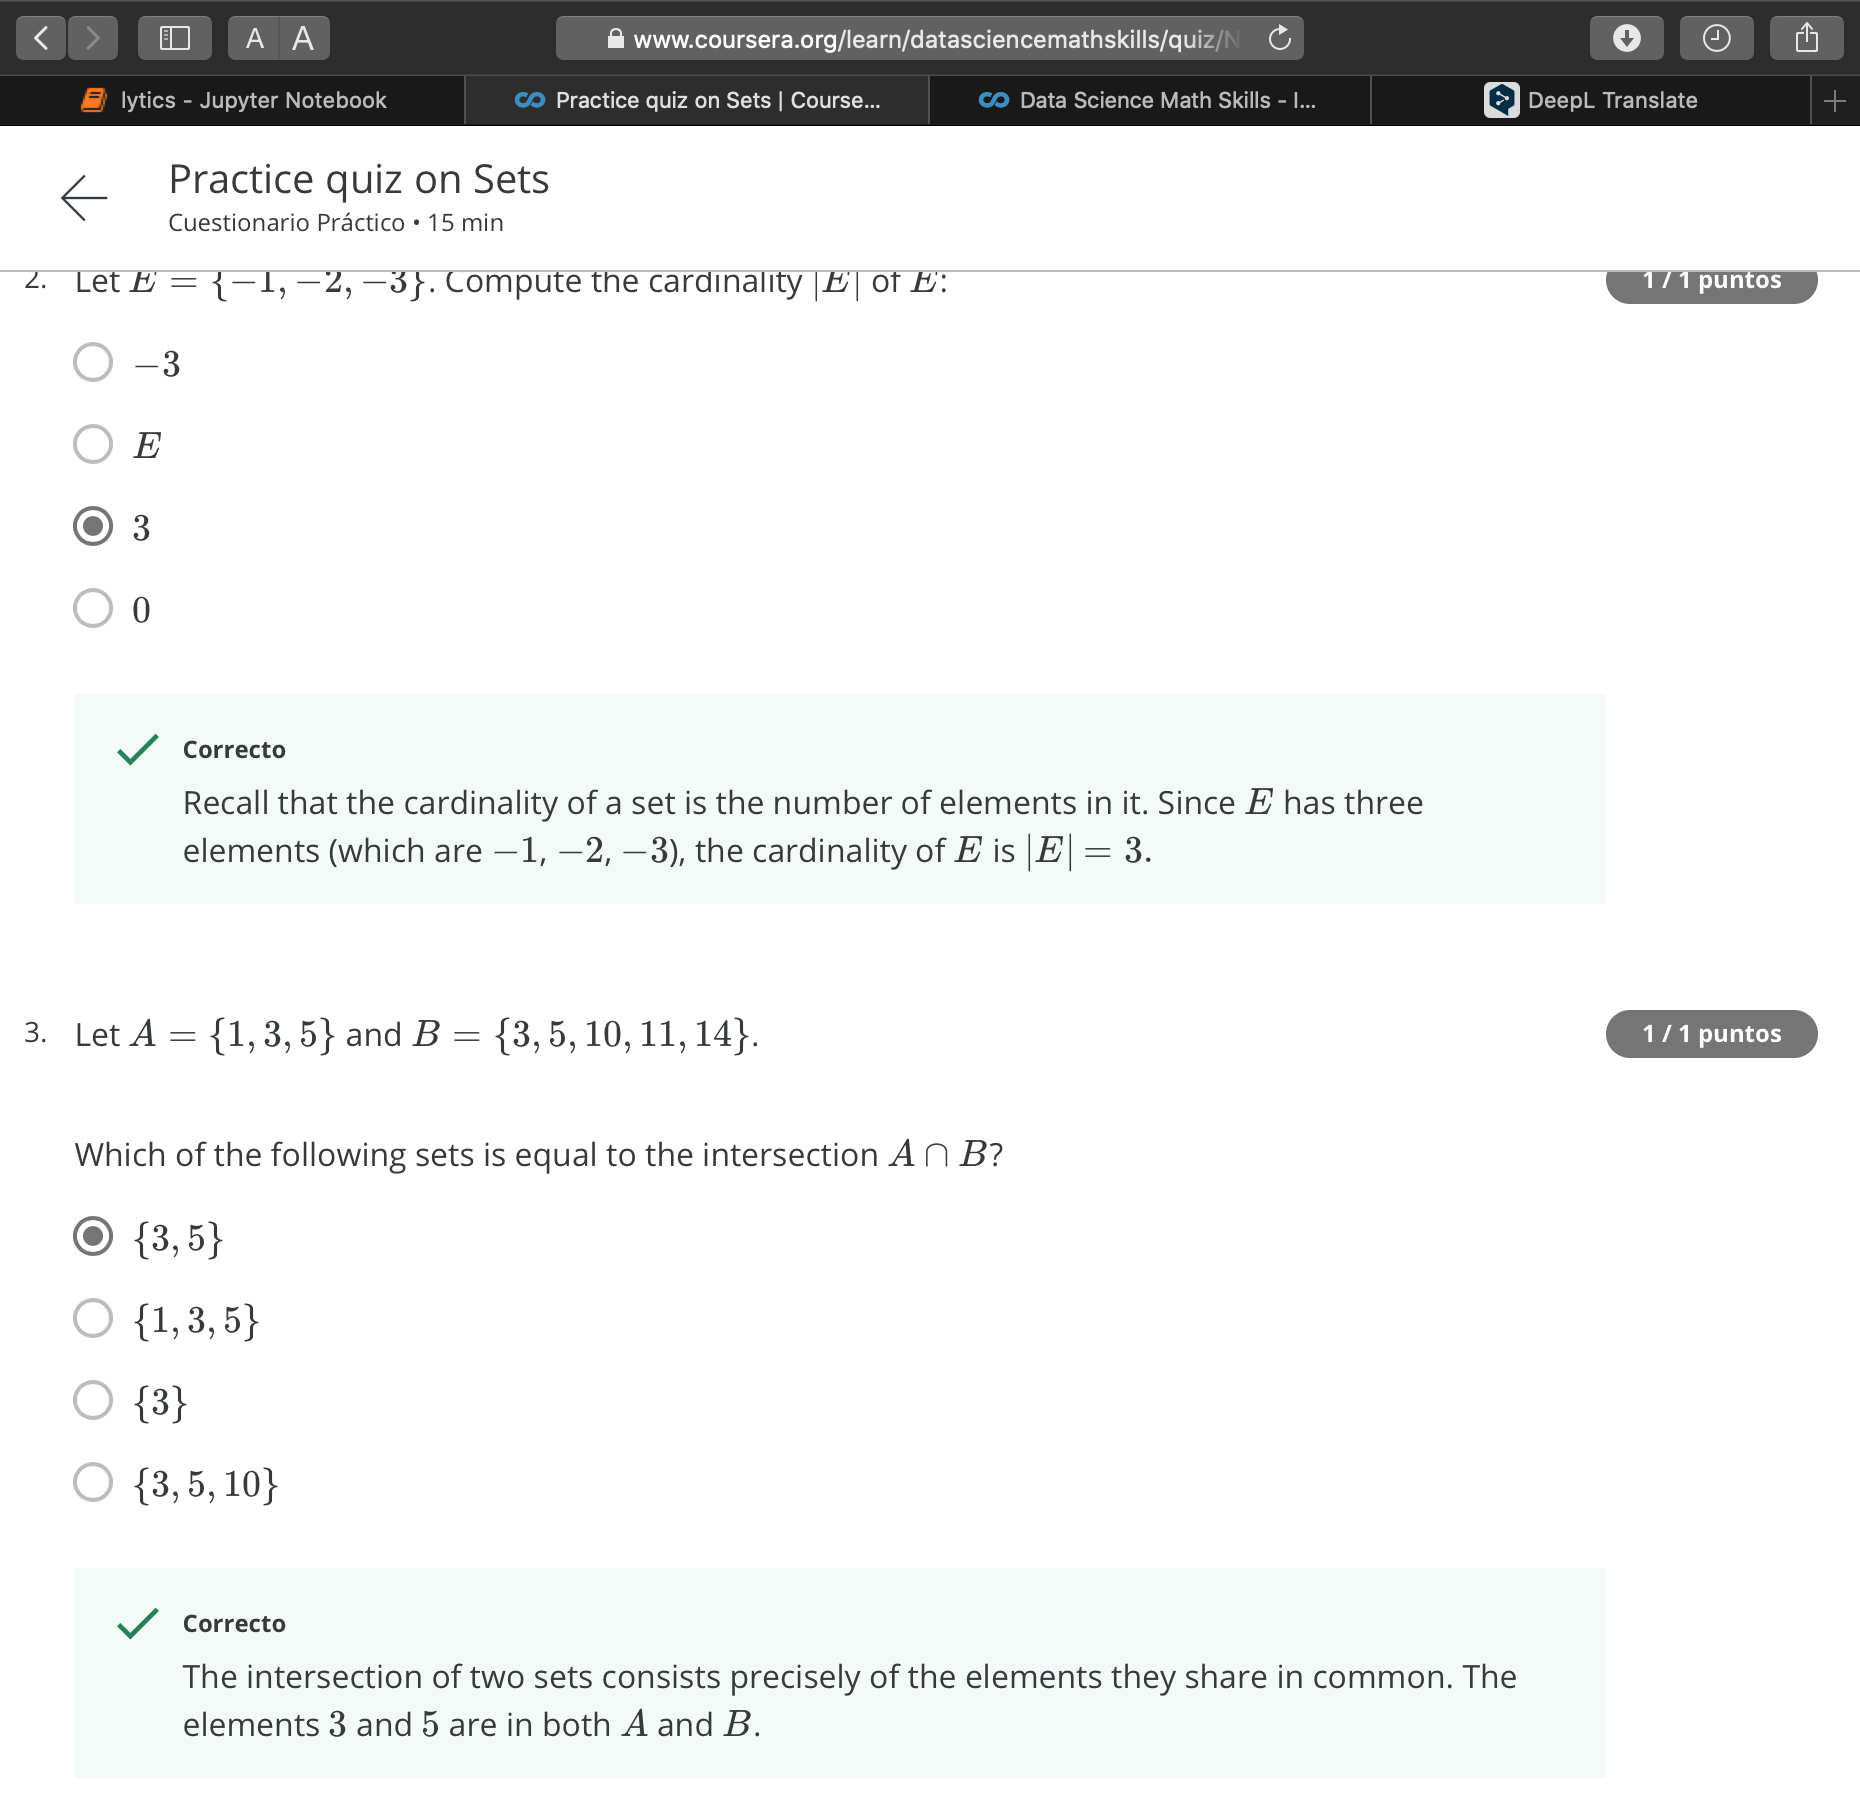 A A
www.coursera.org/learn/datasciencemathskills/quiz/N
lytics - Jupyter Notebook
Practice quiz on Sets | Course...
Data Science Math Skills - I...
DeepL Translate
Practice quiz on Sets
Cuestionario Práctico • 15 min
2. Let E = {−1, −2, −3}. Compute the cardinality |E| of E:
1 / 1 puntos
−3
E
3
0
Correcto
Recall that the cardinality of a set is the number of elements in it. Since E has three
elements (which are −1, −2, −3), the cardinality of E is |E| = 3.
3. Let A = {1, 3, 5} and B = {3, 5, 10, 11, 14}.
1 / 1 puntos
Which of the following sets is equal to the intersection A ∩ B?
{3, 5}
{1, 3, 5}
{3}
{3, 5, 10}
Correcto
The intersection of two sets consists precisely of the elements they share in common. The
elements 3 and 5 are in both A and B.